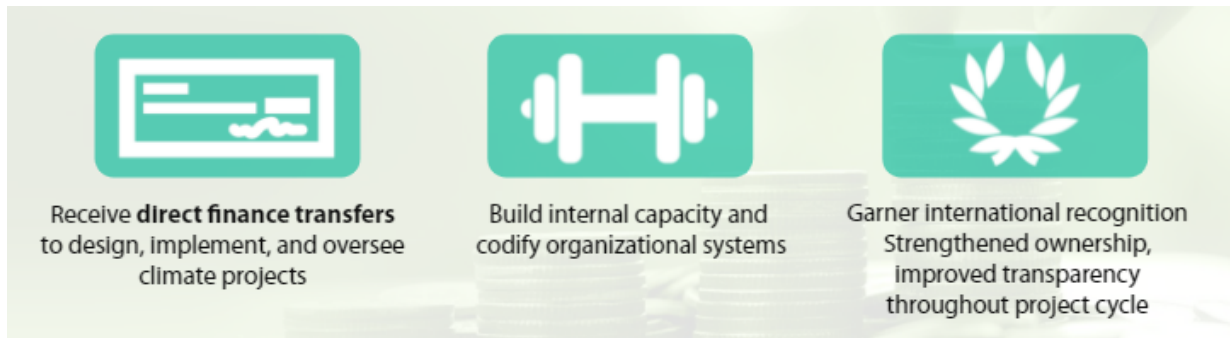 Receive direct finance transfers
to design, implement, and oversee
climate projects
Build internal capacity and
codify organizational systems
Garner international recognition
Strengthened ownership,
improved transparency
throughout project cycle